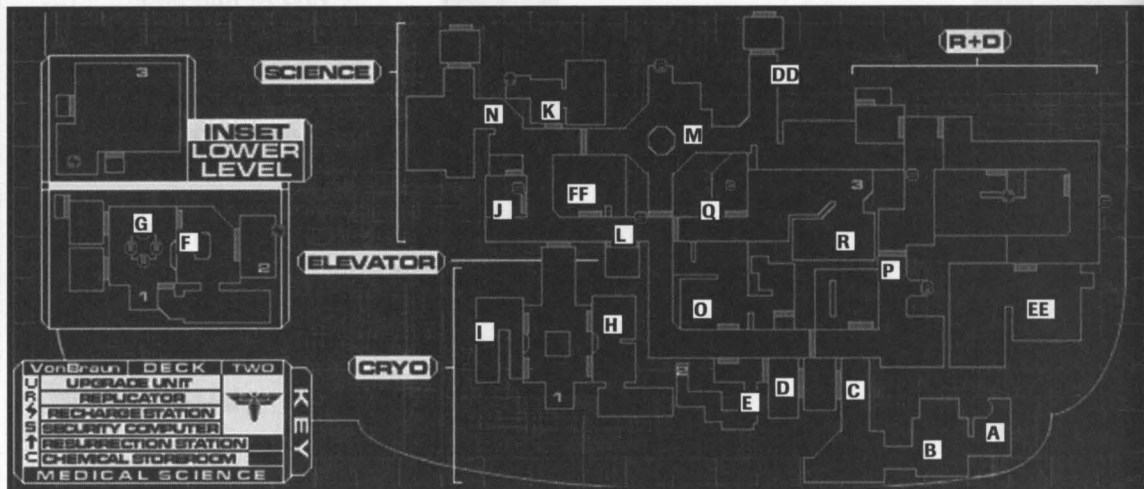 SCIENCE
R+D
DD
3
N
K
M
INSET
LOWER
LEVEL
J
FF
Q
3
G
F
L
R
ELEVATOR
P
2
1
O
EE
I
H
CRYO
VonBraun DECK TWO
U UPGRADE UNIT
R REPLICATOR
RECHARGE STATION
S SECURITY COMPUTER
RESURRECTION STATION
C CHEMICAL STOREROOM
MEDICAL SCIENCE
KEY
1
2
E
D
C
B
A